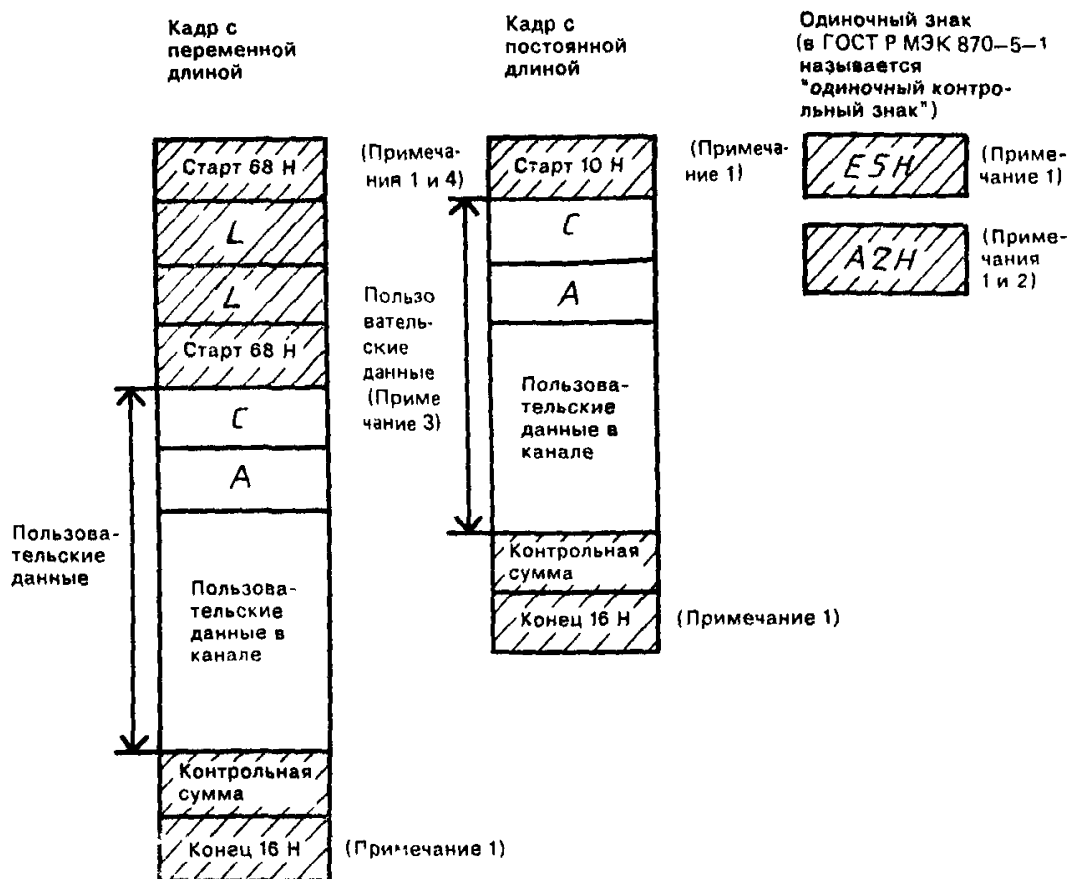 Кадр с
переменной
длиной
Кадр с
постоянной
длиной
Одиночный знак
(в ГОСТ Р МЭК 870–5–1
называется
"одиночный контро-
льный знак")
Старт 68 Н
L
L
Старт 68 Н
C
A
Пользова-
тельские
данные в
канале
Контрольная
сумма
Конец 16 Н
Пользова-
тельские
данные
(Примеча-
ния 1 и 4)
(Примечание 1)
Старт 10 Н
C
A
Пользова-
тельские
данные в
канале
Контрольная
сумма
Конец 16 Н
Пользо
ватель-
ские
данные
(Приме
чание 3)
(Примеча-
ние 1)
(Примечание 1)
E5H
(Приме-
чание 1)
A2H
(Приме-
чания
1 и 2)